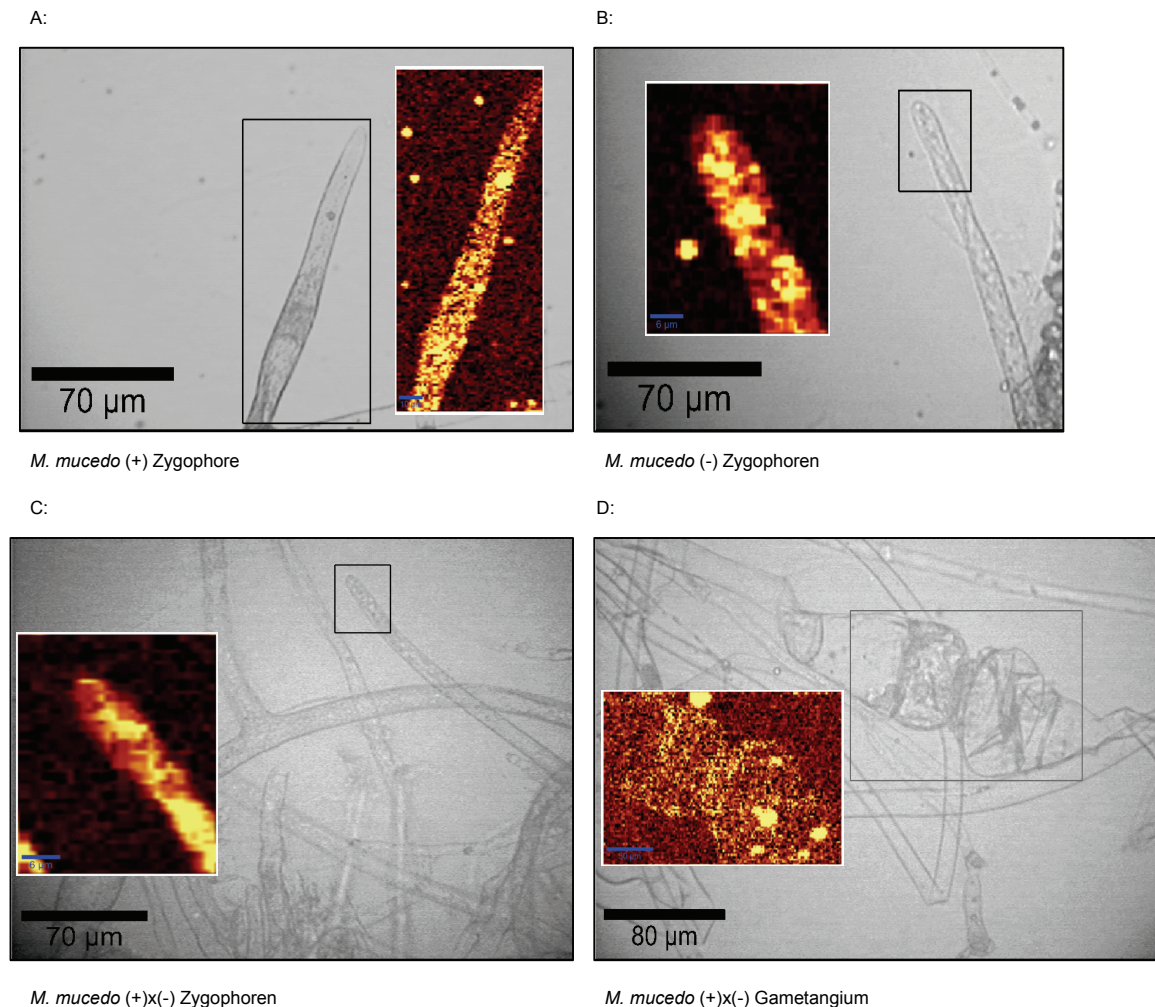 A:
B:
70 µm
6 µm
70 µm
M. mucedo (+) Zygophore
M. mucedo (-) Zygophoren
C:
D:
6 µm
70 µm
80 µm
M. mucedo (+)x(-) Zygophoren
M. mucedo (+)x(-) Gametangium